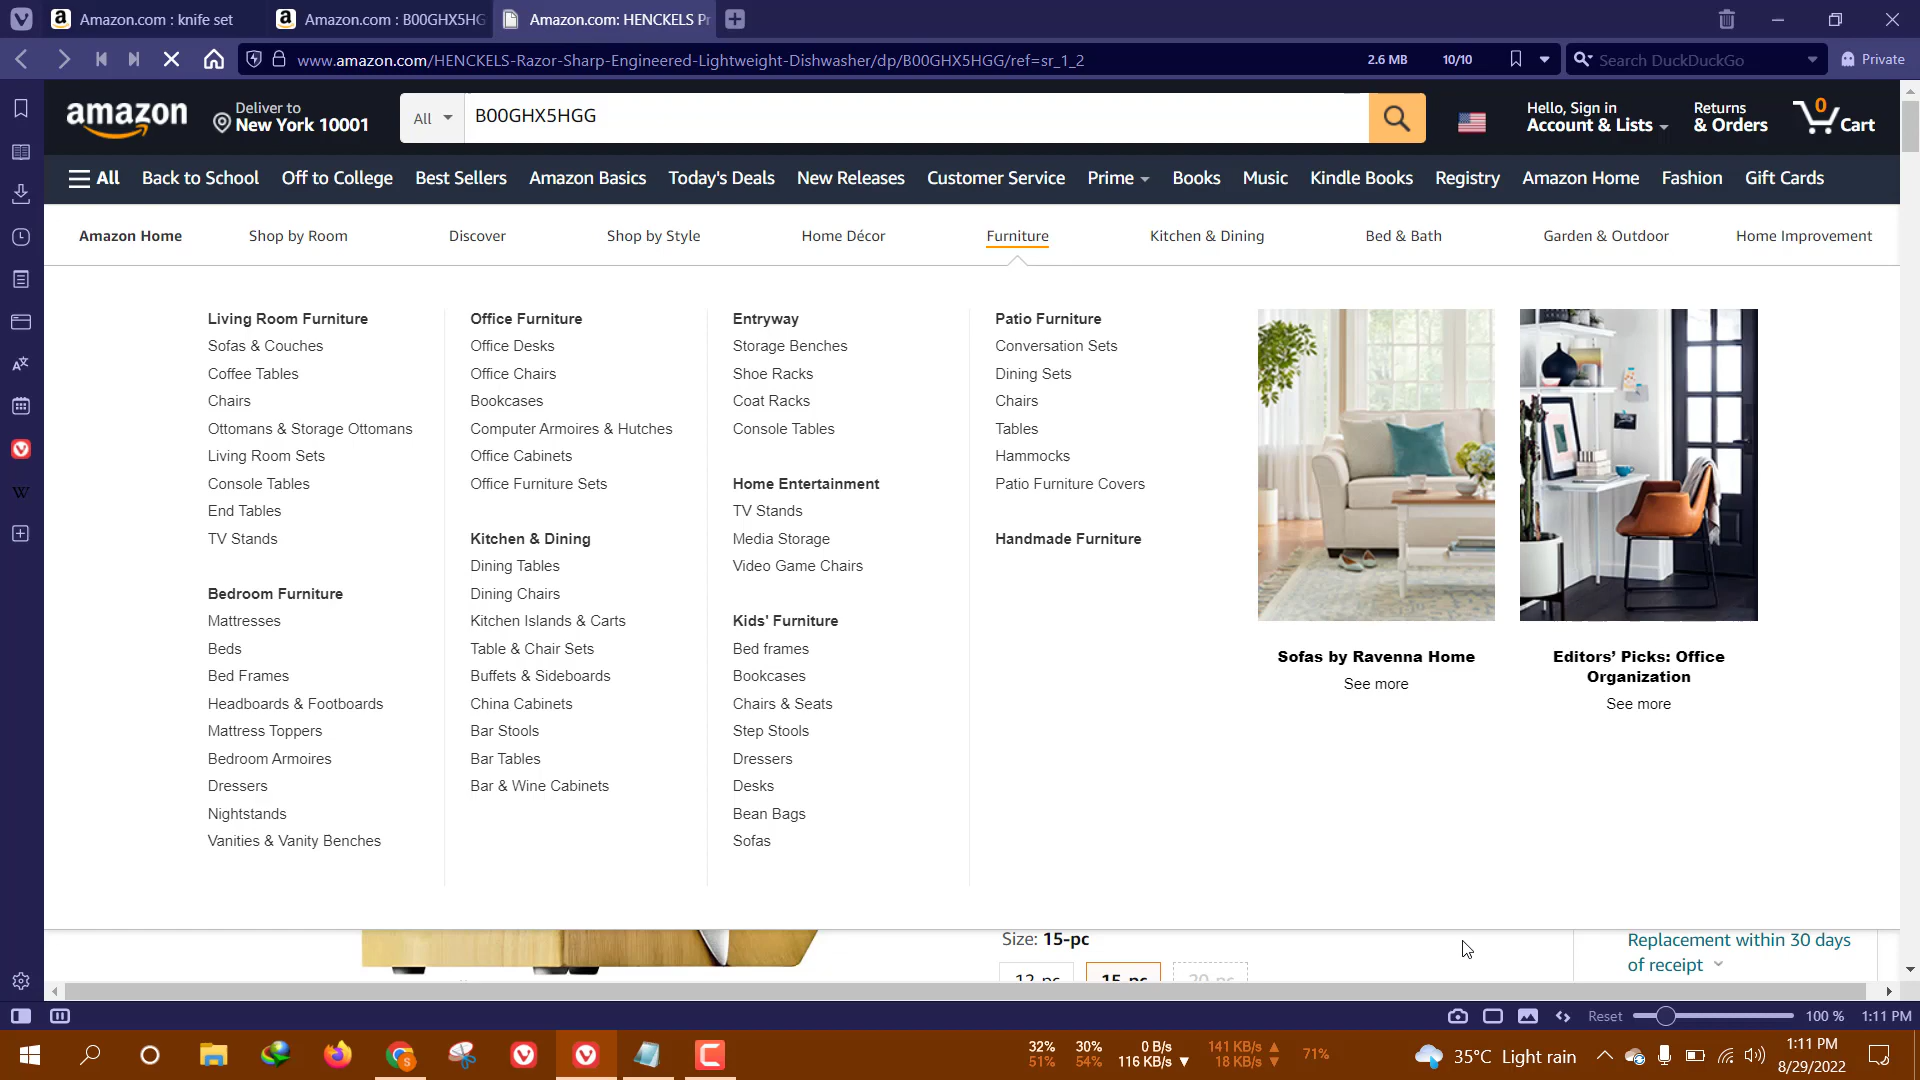 Amazon.com : knife set
Amazon.com : B00GHX5HG
Amazon.com: HENCKELS Pr
www.amazon.com/HENCKELS-Razor-Sharp-Engineered-Lightweight-Dishwasher/dp/B00GHX5HGG/ref=sr_1_2
2.6 MB
10/10
Search DuckDuckGo
Private
amazon
Deliver to
New York 10001
All
B00GHX5HGG
Hello, Sign in
Account & Lists
Returns
& Orders
0
Cart
All
Back to School
Off to College
Best Sellers
Amazon Basics
Today's Deals
New Releases
Customer Service
Prime
Books
Music
Kindle Books
Registry
Amazon Home
Fashion
Gift Cards
Amazon Home
Shop by Room
Discover
Shop by Style
Home Décor
Furniture
Kitchen & Dining
Bed & Bath
Garden & Outdoor
Home Improvement
Living Room Furniture
Sofas & Couches
Coffee Tables
Chairs
Ottomans & Storage Ottomans
Living Room Sets
Console Tables
End Tables
TV Stands
Bedroom Furniture
Mattresses
Beds
Bed Frames
Headboards & Footboards
Mattress Toppers
Bedroom Armoires
Dressers
Nightstands
Vanities & Vanity Benches
Office Furniture
Office Desks
Office Chairs
Bookcases
Computer Armoires & Hutches
Office Cabinets
Office Furniture Sets
Kitchen & Dining
Dining Tables
Dining Chairs
Kitchen Islands & Carts
Table & Chair Sets
Buffets & Sideboards
China Cabinets
Bar Stools
Bar Tables
Bar & Wine Cabinets
Entryway
Storage Benches
Shoe Racks
Coat Racks
Console Tables
Home Entertainment
TV Stands
Media Storage
Video Game Chairs
Kids' Furniture
Bed frames
Bookcases
Chairs & Seats
Step Stools
Dressers
Desks
Bean Bags
Sofas
Patio Furniture
Conversation Sets
Dining Sets
Chairs
Tables
Hammocks
Patio Furniture Covers
Handmade Furniture
Sofas by Ravenna Home
See more
Editors’ Picks: Office
Organization
See more
Size: 15-pc
12-pc
15-pc
20-pc
Replacement within 30 days
of receipt
Reset
100 %
1:11 PM
32%
51%
30%
54%
0 B/s
116 KB/s
141 KB/s
18 KB/s
71%
35°C Light rain
1:11 PM
8/29/2022